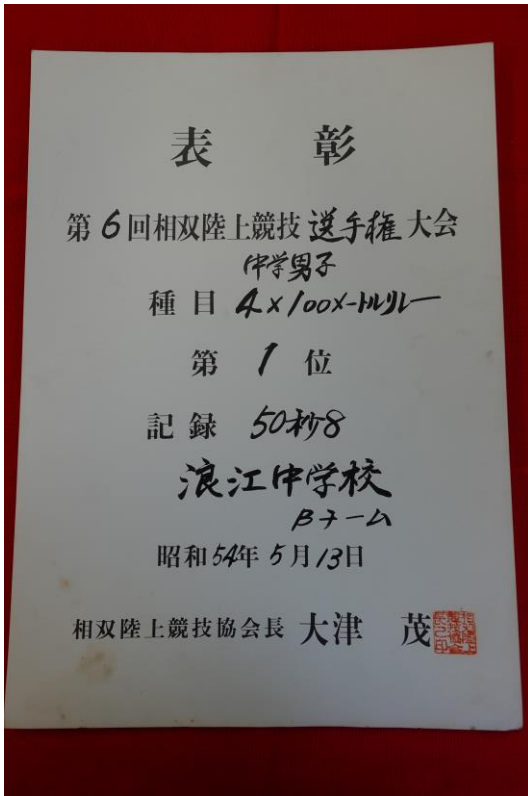 表彰
第6回相双陸上競技選手権大会
中学男子
種目 4×100メートルリレー
第1位
記録 50秒8
浪江中学校
Bチーム
昭和54年5月13日
相双陸上競技協会長 大津 茂